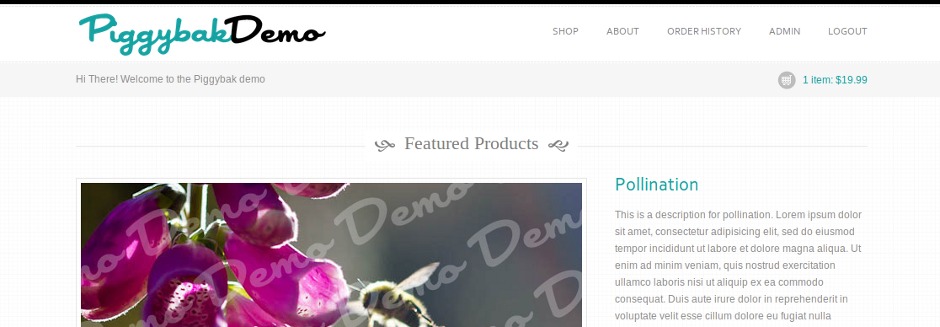 PiggybakDemo
SHOP ABOUT ORDER HISTORY ADMIN LOGOUT
Hi There! Welcome to the Piggybak demo
1 item: $19.99
Featured Products
Demo Demo Demo
Demo Demo Demo
Pollination
This is a description for pollination. Lorem ipsum dolor
sit amet, consectetur adipisicing elit, sed do eiusmod
tempor incididunt ut labore et dolore magna aliqua. Ut
enim ad minim veniam, quis nostrud exercitation
ullamco laboris nisi ut aliquip ex ea commodo
consequat. Duis aute irure dolor in reprehenderit in
voluptate velit esse cillum dolore eu fugiat nulla